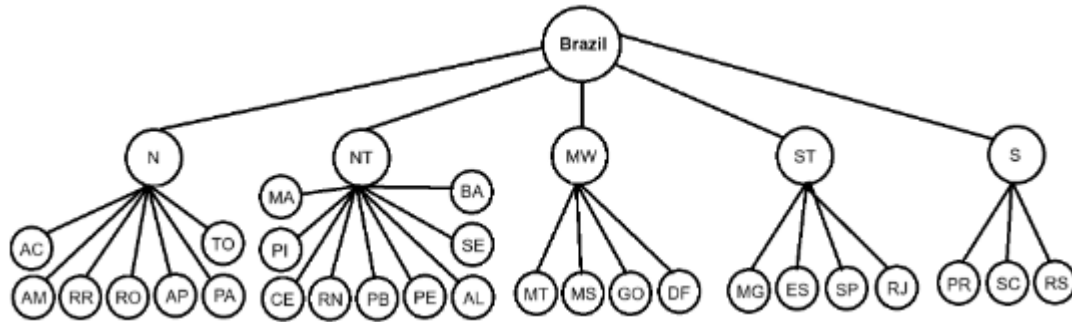 Brazil
N NT MW ST S
MA BA
AC TO PI SE
AM RR RO AP PA CE RN PB PE AL MT MS GO DF MG ES SP RJ PR SC RS